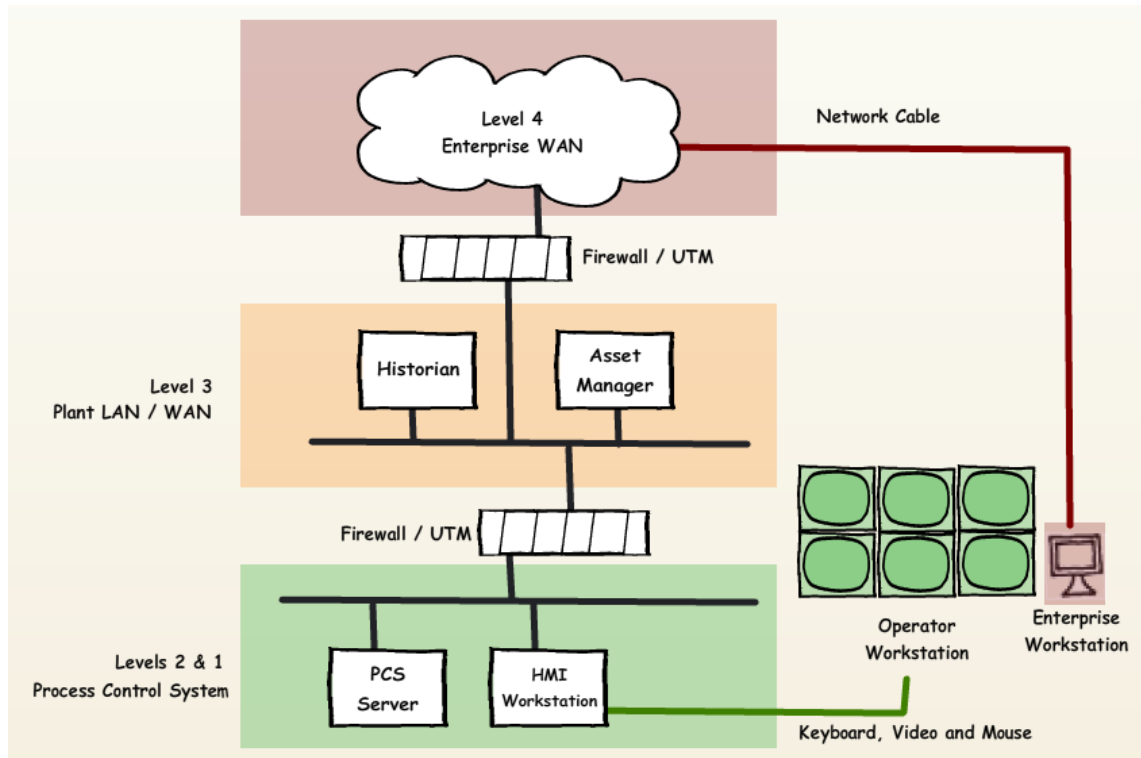 Level 4
Enterprise WAN
Network Cable
Firewall / UTM
Historian
Asset
Manager
Level 3
Plant LAN / WAN
Firewall / UTM
Operator
Workstation
Enterprise
Workstation
Levels 2 & 1
Process Control System
PCS
Server
HMI
Workstation
Keyboard, Video and Mouse